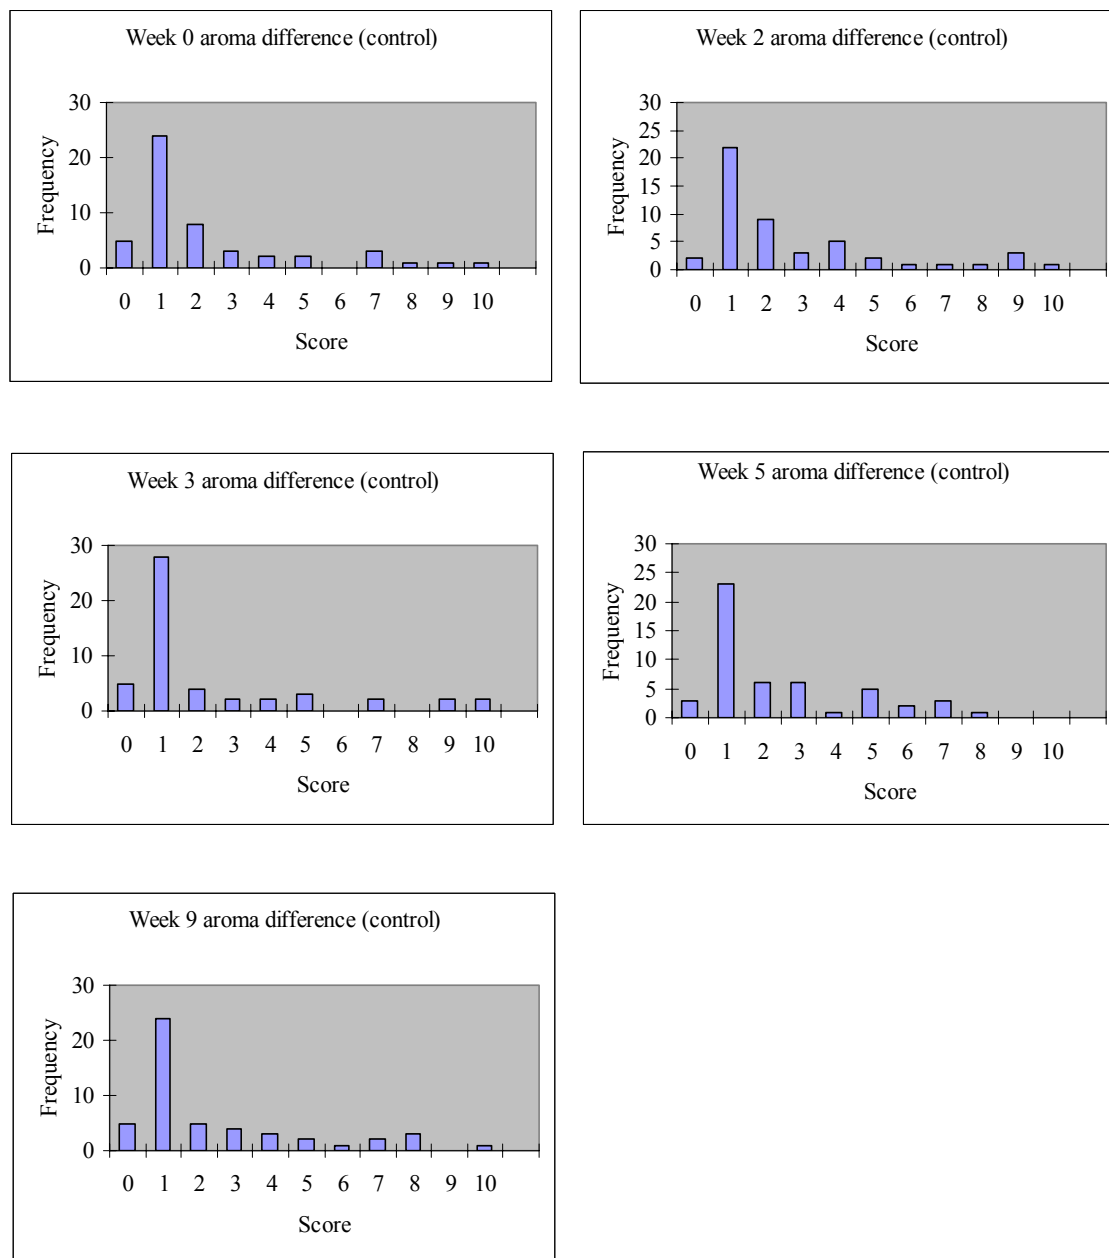 Week 0 aroma difference (control)
30
20
10
0
Frequency
0 1 2 3 4 5 6 7 8 9 10
Score
Week 2 aroma difference (control)
30
25
20
15
10
5
0
Frequency
0 1 2 3 4 5 6 7 8 9 10
Score
Week 3 aroma difference (control)
30
20
10
0
Frequency
0 1 2 3 4 5 6 7 8 9 10
Score
Week 5 aroma difference (control)
30
25
20
15
10
5
0
Frequency
0 1 2 3 4 5 6 7 8 9 10
Score
Week 9 aroma difference (control)
30
20
10
0
Frequency
0 1 2 3 4 5 6 7 8 9 10
Score